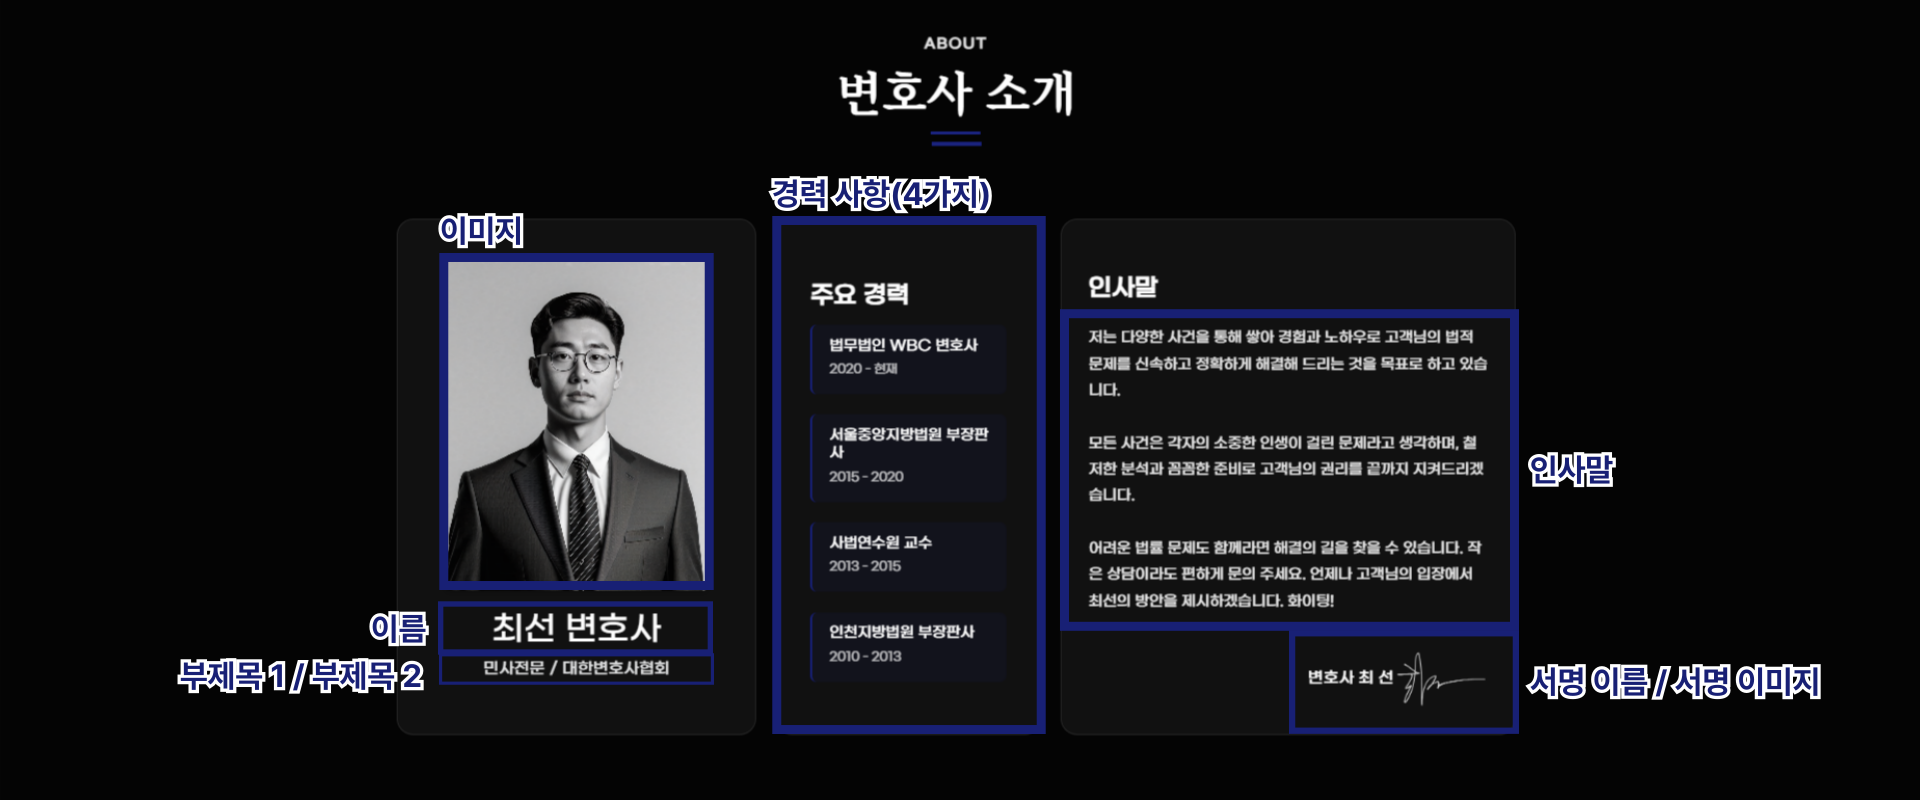 ABOUT
변호사 소개
경력 사항(4가지)
이미지
이름
최선 변호사
부제목 1 / 부제목 2
민사전문 / 대한변호사협회
주요 경력
법무법인 WBC 변호사
2020 - 현재
서울중앙지방법원 부장판
사
2015 - 2020
사법연수원 교수
2013 - 2015
인천지방법원 부장판사
2010 - 2013
인사말
저는 다양한 사건을 통해 쌓아 경험과 노하우로 고객님의 법적
문제를 신속하고 정확하게 해결해 드리는 것을 목표로 하고 있습
니다.
모든 사건은 각자의 소중한 인생이 걸린 문제라고 생각하며, 철
저한 분석과 꼼꼼한 준비로 고객님의 권리를 끝까지 지켜드리겠
습니다.
어려운 법률 문제도 함께라면 해결의 길을 찾을 수 있습니다. 작
은 상담이라도 편하게 문의 주세요. 언제나 고객님의 입장에서
최선의 방안을 제시하겠습니다. 화이팅!
인사말
변호사 최 선
서명 이름 / 서명 이미지